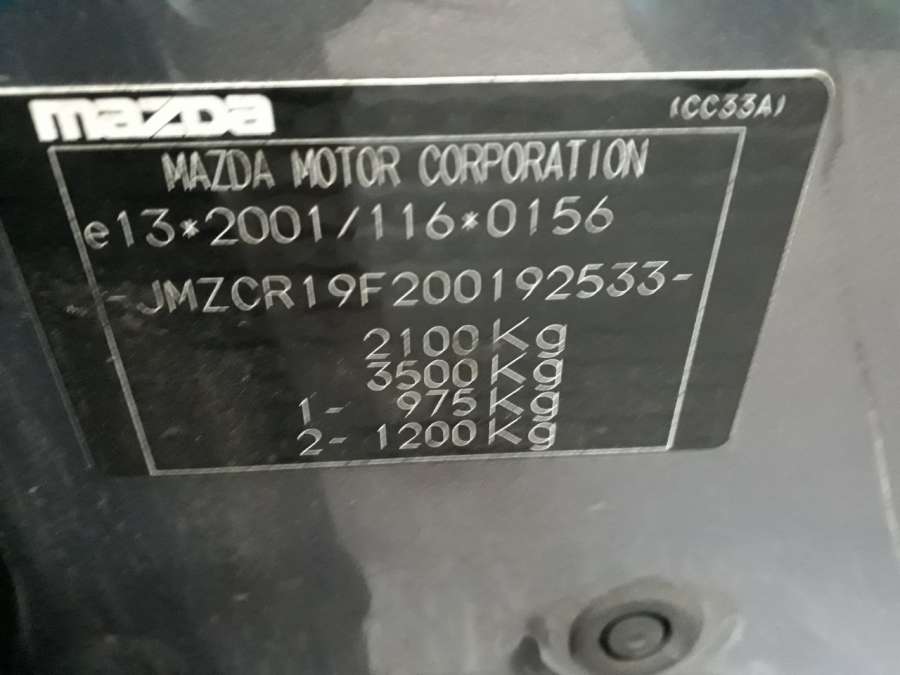 mazda (CC33A)
MAZDA MOTOR CORPORATION
e13*2001/116*0156
-JMZCR19F200192533-
2100Kg
3500Kg
1- 975Kg
2- 1200Kg